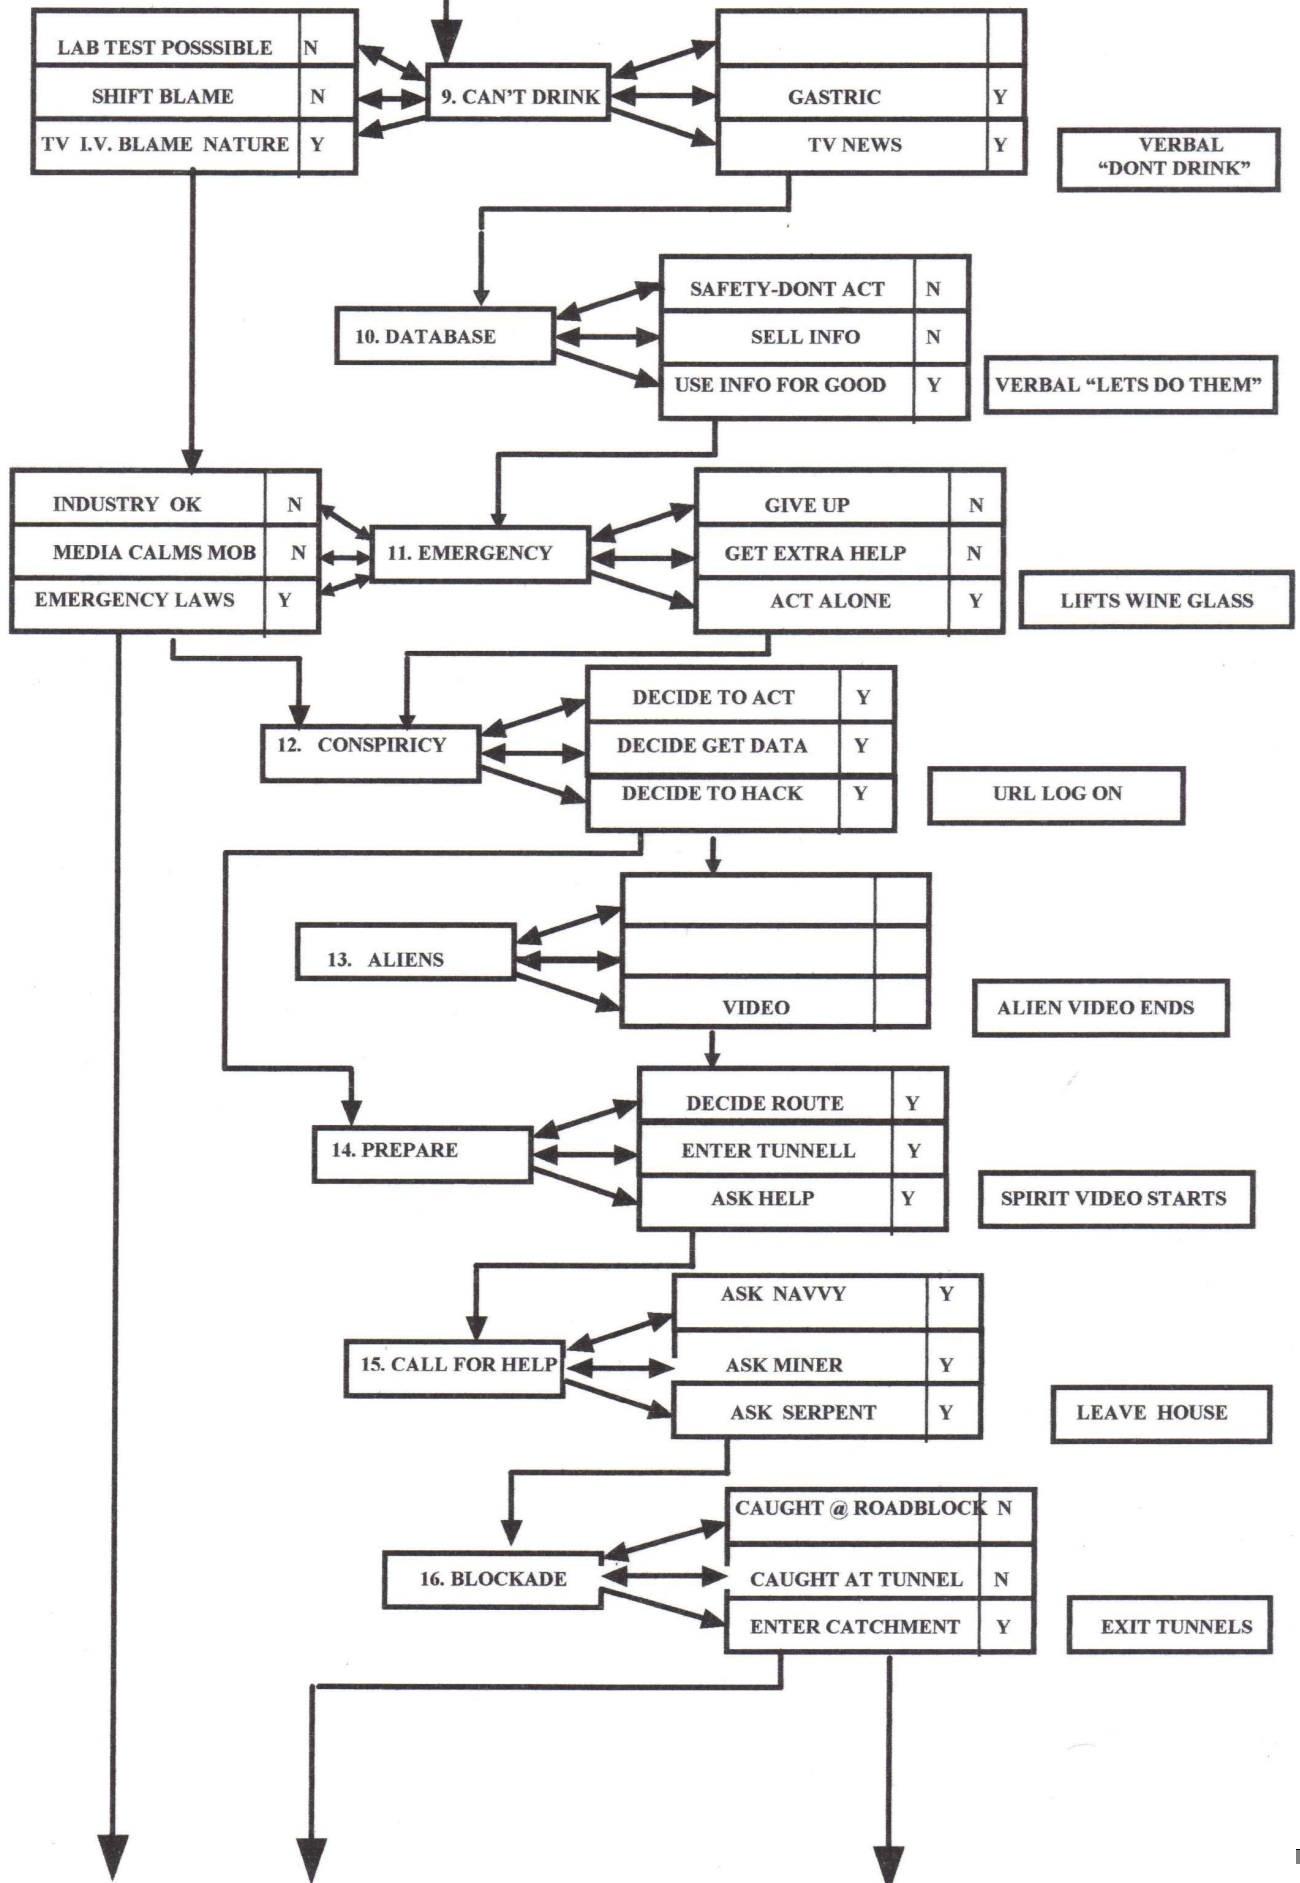 LAB TEST POSSSIBLE N
SHIFT BLAME N
TV I.V. BLAME NATURE Y
9. CAN'T DRINK
GASTRIC Y
TV NEWS Y
VERBAL
“DONT DRINK”
10. DATABASE
SAFETY-DONT ACT N
SELL INFO N
USE INFO FOR GOOD Y
VERBAL “LETS DO THEM”
INDUSTRY OK N
MEDIA CALMS MOB N
EMERGENCY LAWS Y
11. EMERGENCY
GIVE UP N
GET EXTRA HELP N
ACT ALONE Y
LIFTS WINE GLASS
12. CONSPIRICY
DECIDE TO ACT Y
DECIDE GET DATA Y
DECIDE TO HACK Y
URL LOG ON
13. ALIENS
VIDEO
ALIEN VIDEO ENDS
14. PREPARE
DECIDE ROUTE Y
ENTER TUNNELL Y
ASK HELP Y
SPIRIT VIDEO STARTS
15. CALL FOR HELP
ASK NAVVY Y
ASK MINER Y
ASK SERPENT Y
LEAVE HOUSE
16. BLOCKADE
CAUGHT @ ROADBLOCK N
CAUGHT AT TUNNEL N
ENTER CATCHMENT Y
EXIT TUNNELS